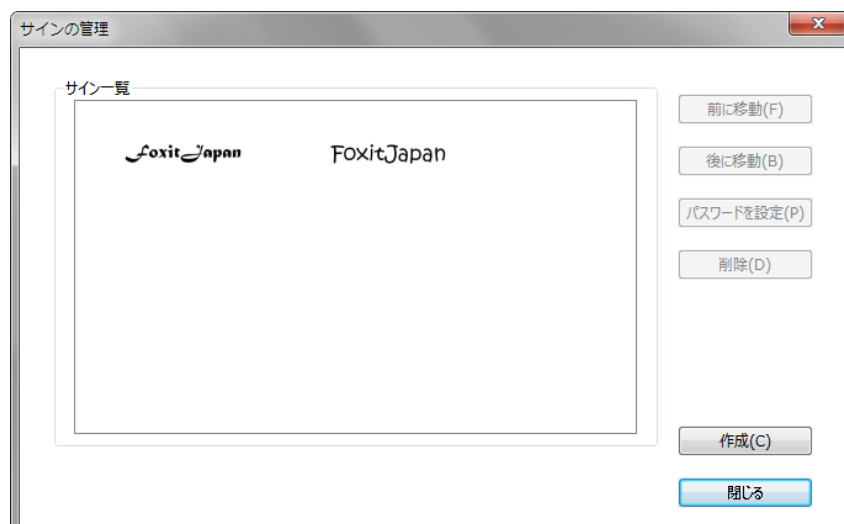 サインの管理
サイン一覧
FoxitJapan
FoxitJapan
前に移動(F)
後に移動(B)
パスワードを設定(P)
削除(D)
作成(C)
閉じる